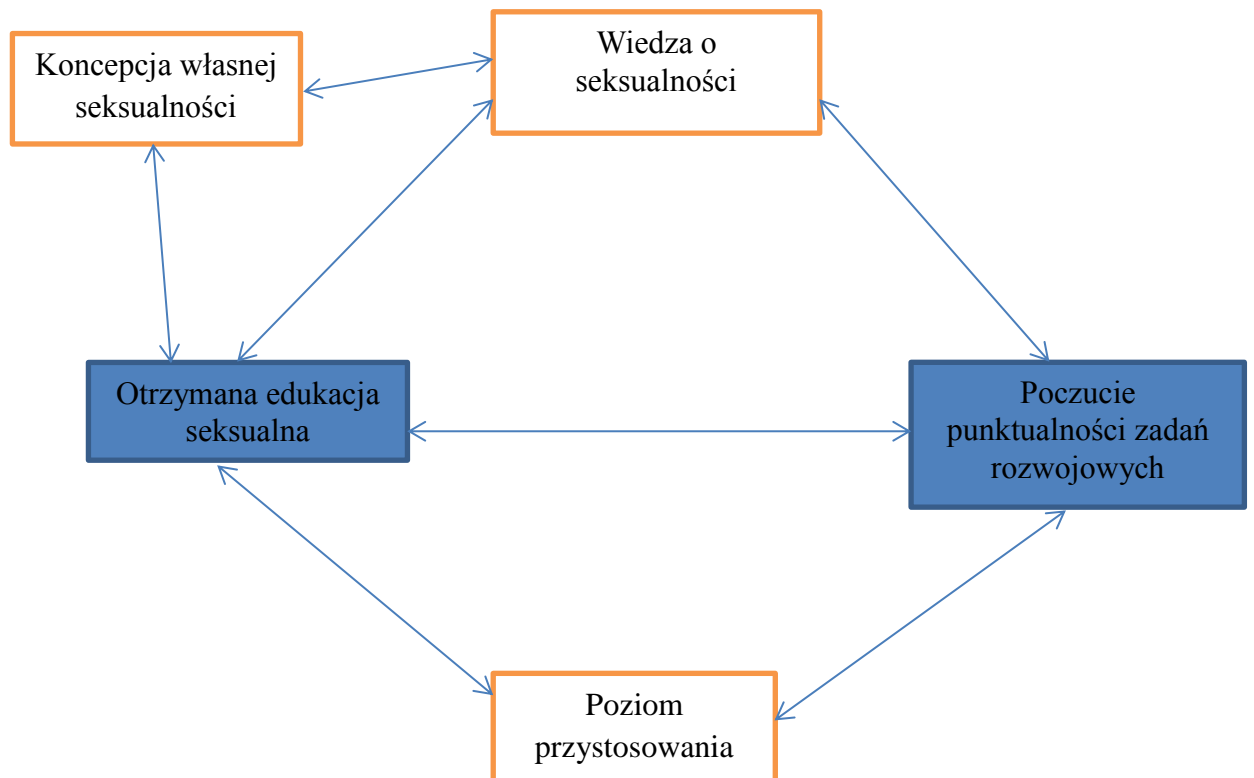 Koncepcja własnej
seksualności
Wiedza o
seksualności
Otrzymana edukacja
seksualna
Poczucie
punktualności zadań
rozwojowych
Poziom
przystosowania